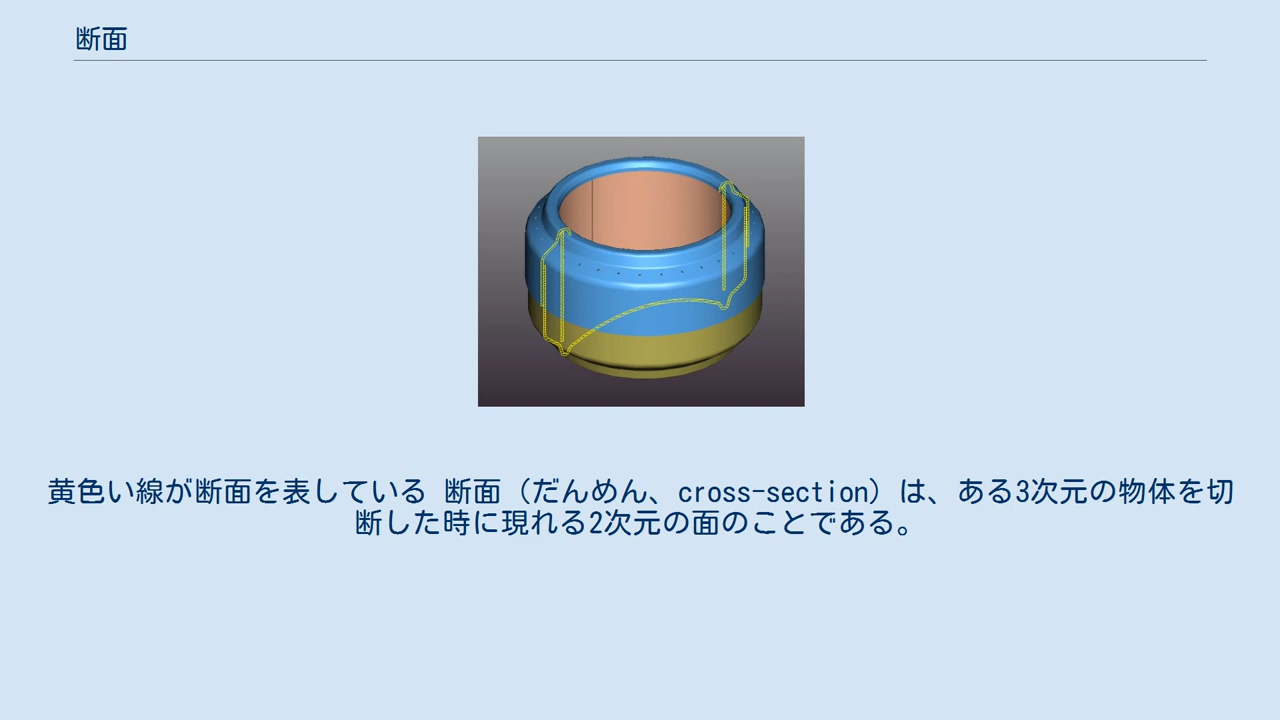 断面
黄色い線が断面を表している 断面（だんめん、cross-section）は、ある3次元の物体を切
断した時に現れる2次元の面のことである。